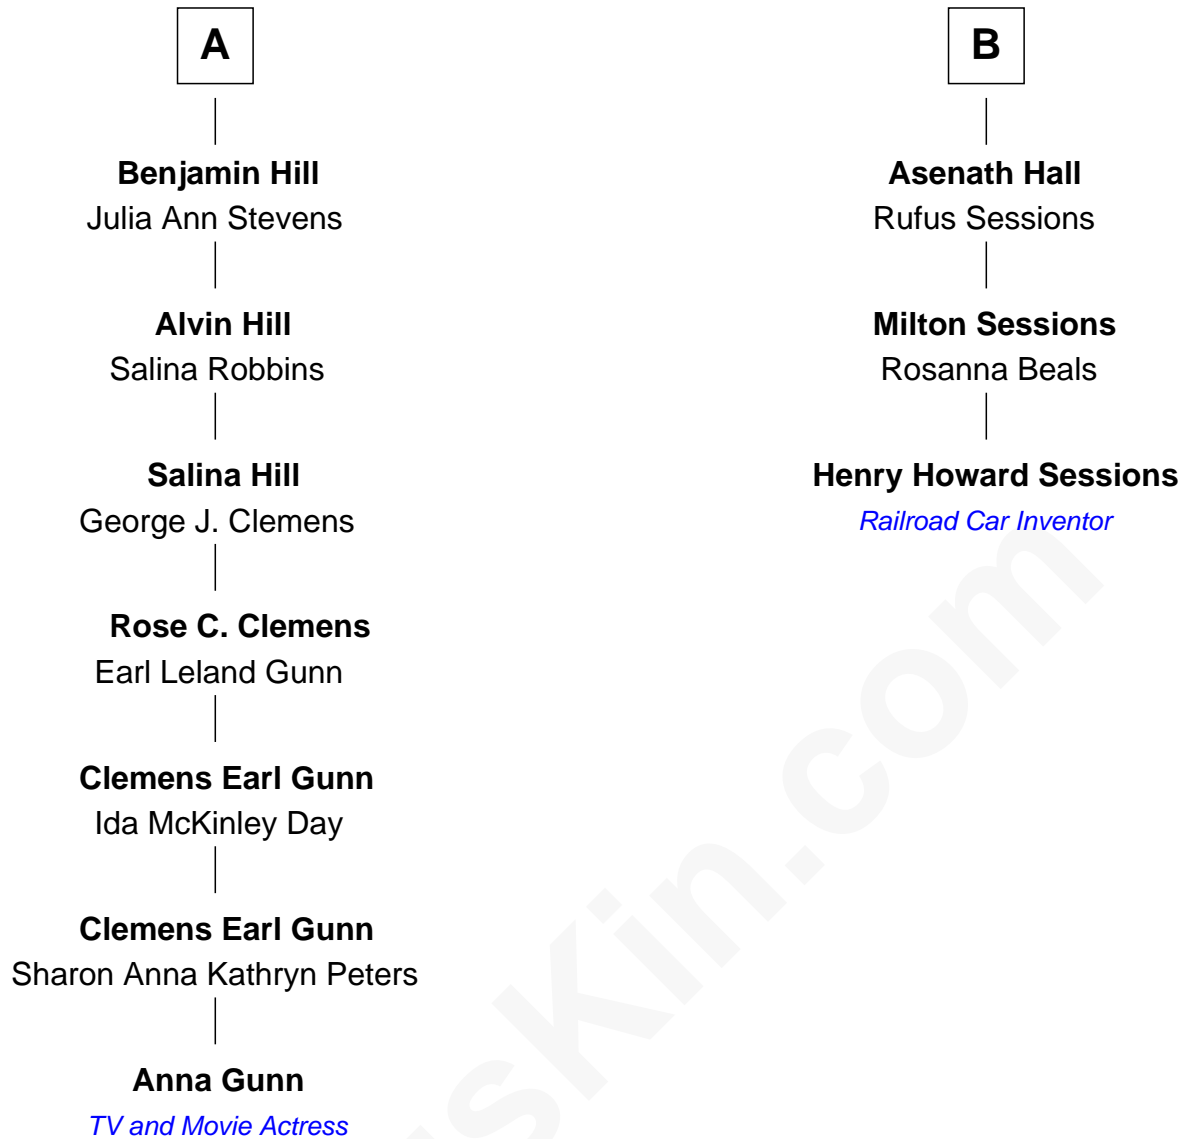 A
Benjamin Hill
Julia Ann Stevens
Alvin Hill
Salina Robbins
Salina Hill
George J. Clemens
Rose C. Clemens
Earl Leland Gunn
Clemens Earl Gunn
Ida McKinley Day
Clemens Earl Gunn
Sharon Anna Kathryn Peters
Anna Gunn
TV and Movie Actress
B
Asenath Hall
Rufus Sessions
Milton Sessions
Rosanna Beals
Henry Howard Sessions
Railroad Car Inventor